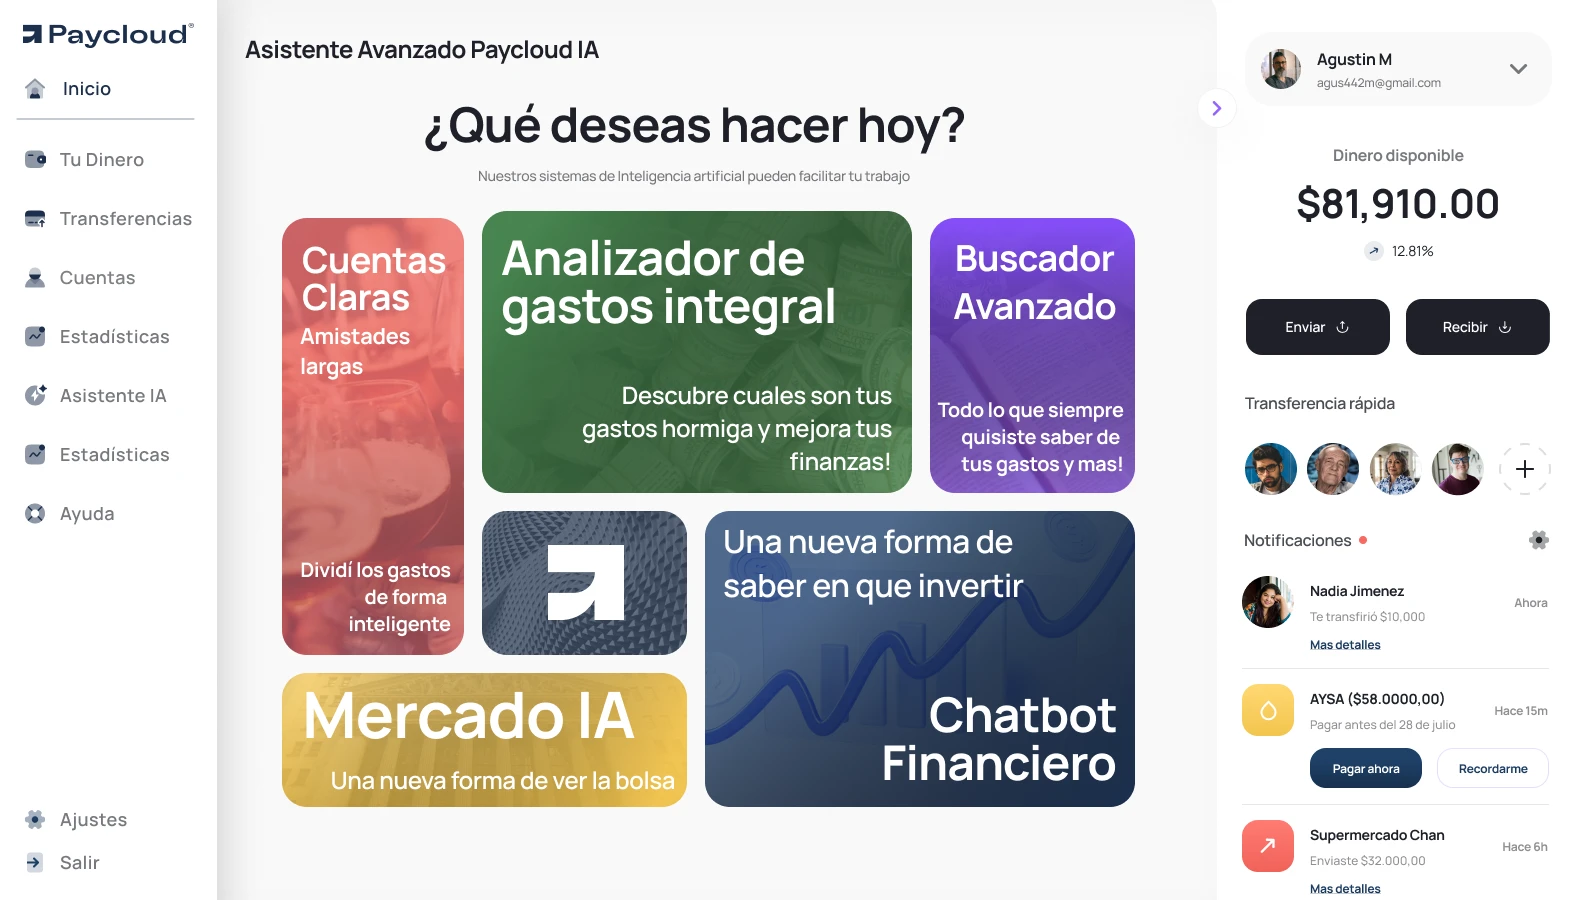 Paycloud®
Inicio
Tu Dinero
Transferencias
Cuentas
Estadísticas
Asistente IA
Estadísticas
Ayuda
Ajustes
Salir
Asistente Avanzado Paycloud IA
¿Qué deseas hacer hoy?
Nuestros sistemas de Inteligencia artificial pueden facilitar tu trabajo
Cuentas
Claras
Amistades
largas
Dividí los gastos
de forma
inteligente
Analizador de
gastos integral
Descubre cuales son tus
gastos hormiga y mejora tus
finanzas!
Buscador
Avanzado
Todo lo que siempre
quisiste saber de
tus gastos y mas!
Mercado IA
Una nueva forma de ver la bolsa
Una nueva forma de
saber en que invertir
Chatbot
Financiero
Agustin M
agus442m@gmail.com
Dinero disponible
$81,910.00
12.81%
Enviar
Recibir
Transferencia rápida
Notificaciones
Nadia Jimenez
Ahora
Te transfirió $10,000
Mas detalles
AYSA ($58.0000,00)
Hace 15m
Pagar antes del 28 de julio
Pagar ahora
Recordarme
Supermercado Chan
Hace 6h
Enviaste $32.000,00
Mas detalles